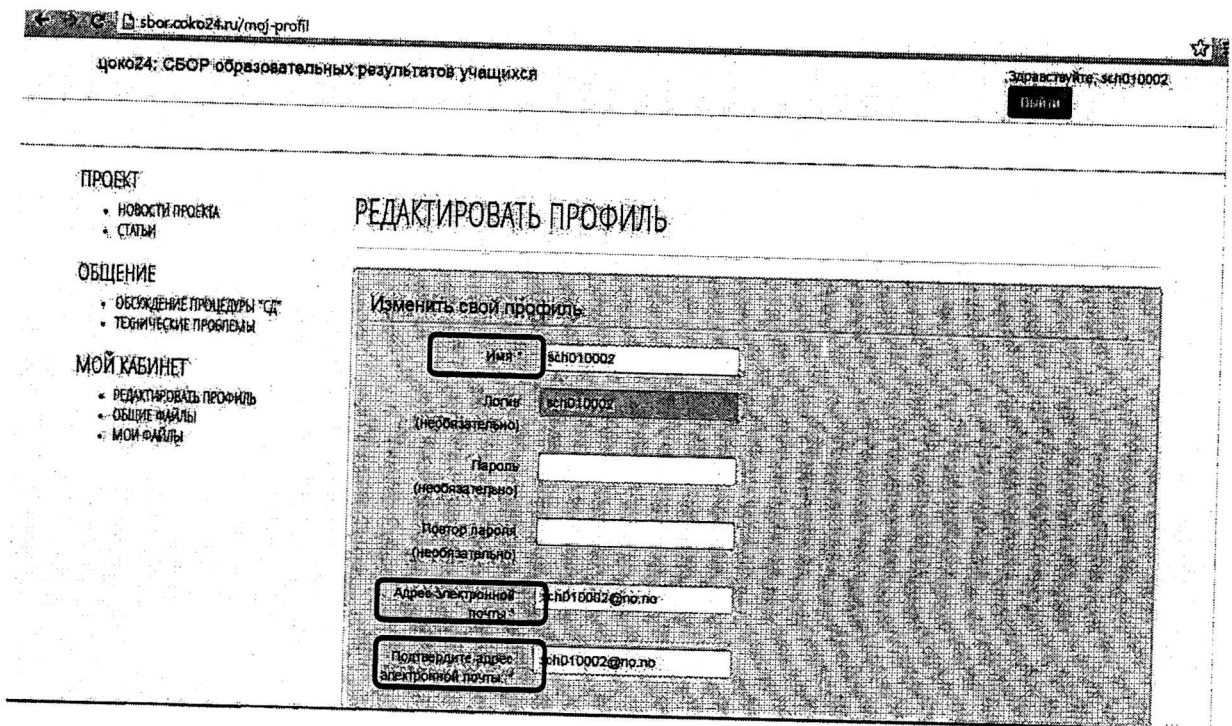 sbor.coko24.ru/moj-profil
цоко24: СБОР образовательных результатов учащихся
Здравствуйте, sch010002
Выйти
ПРОЕКТ
• НОВОСТИ ПРОЕКТА
• СТАТЬИ
ОБЩЕНИЕ
• ОБСУЖДЕНИЕ ПРОЦЕДУРЫ "СД"
• ТЕХНИЧЕСКИЕ ПРОБЛЕМЫ
МОЙ КАБИНЕТ
• РЕДАКТИРОВАТЬ ПРОФИЛЬ
• ОБЩИЕ ФАЙЛЫ
• МОИ ФАЙЛЫ
РЕДАКТИРОВАТЬ ПРОФИЛЬ
Изменить свой профиль
Имя * sch010002
Логин sch010002
(необязательно)
Пароль
(необязательно)
Повтор пароля
(необязательно)
Адрес электронной sch010002@no.no
почты *
Подтвердите адрес sch010002@no.no
электронной почты: *